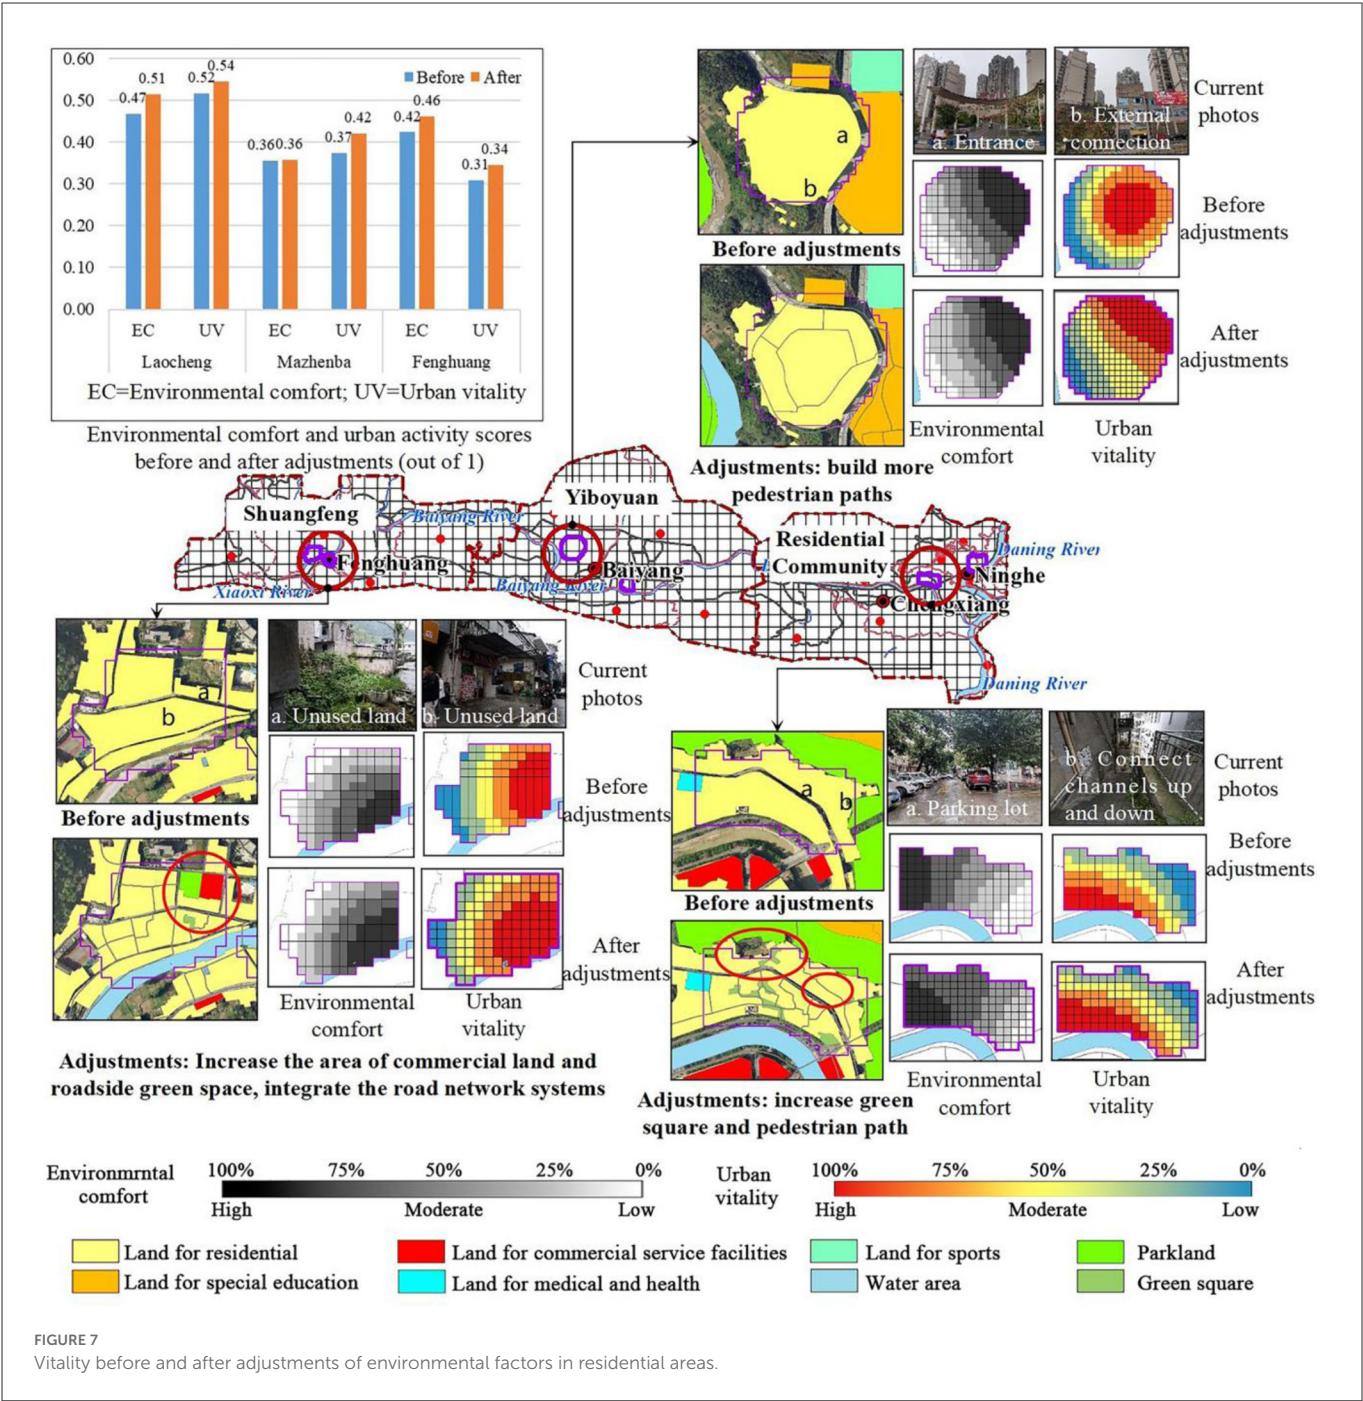 0.60
0.50
0.40
0.30
0.20
0.10
0.00
Before After
0.47
0.51
0.52
0.54
0.36
0.36
0.37
0.42
0.42
0.46
0.31
0.34
EC UV EC UV EC UV
Laocheng Mazhenba Fenghuang
EC=Environmental comfort; UV=Urban vitality
Environmental comfort and urban activity scores
before and after adjustments (out of 1)
a
b
Before adjustments
Adjustments: build more
pedestrian paths
a. Entrance
b. External
connection
Current
photos
Before
adjustments
After
adjustments
Environmental
comfort
Urban
vitality
Shuangfeng
Fenghuang
Xiaoxi River
Baiyang River
Yiboyuan
Baiyang
Baiyang River
Residential
Community
Chengxiang
Ninghe
Daning River
Daning River
a
b
Before adjustments
a. Unused land
b. Unused land
Current
photos
Before
adjustments
After
adjustments
Environmental
comfort
Urban
vitality
Adjustments: Increase the area of commercial land and
roadside green space, integrate the road network systems
a
b
Before adjustments
a. Parking lot
b. Connect
channels up
and down
Current
photos
Before
adjustments
After
adjustments
Environmental
comfort
Urban
vitality
Adjustments: increase green
square and pedestrian path
Environmrntal
comfort
100% 75% 50% 25% 0%
High Moderate Low
Urban
vitality
100% 75% 50% 25% 0%
High Moderate Low
Land for residential
Land for commercial service facilities
Land for sports
Parkland
Land for special education
Land for medical and health
Water area
Green square
FIGURE 7
Vitality before and after adjustments of environmental factors in residential areas.